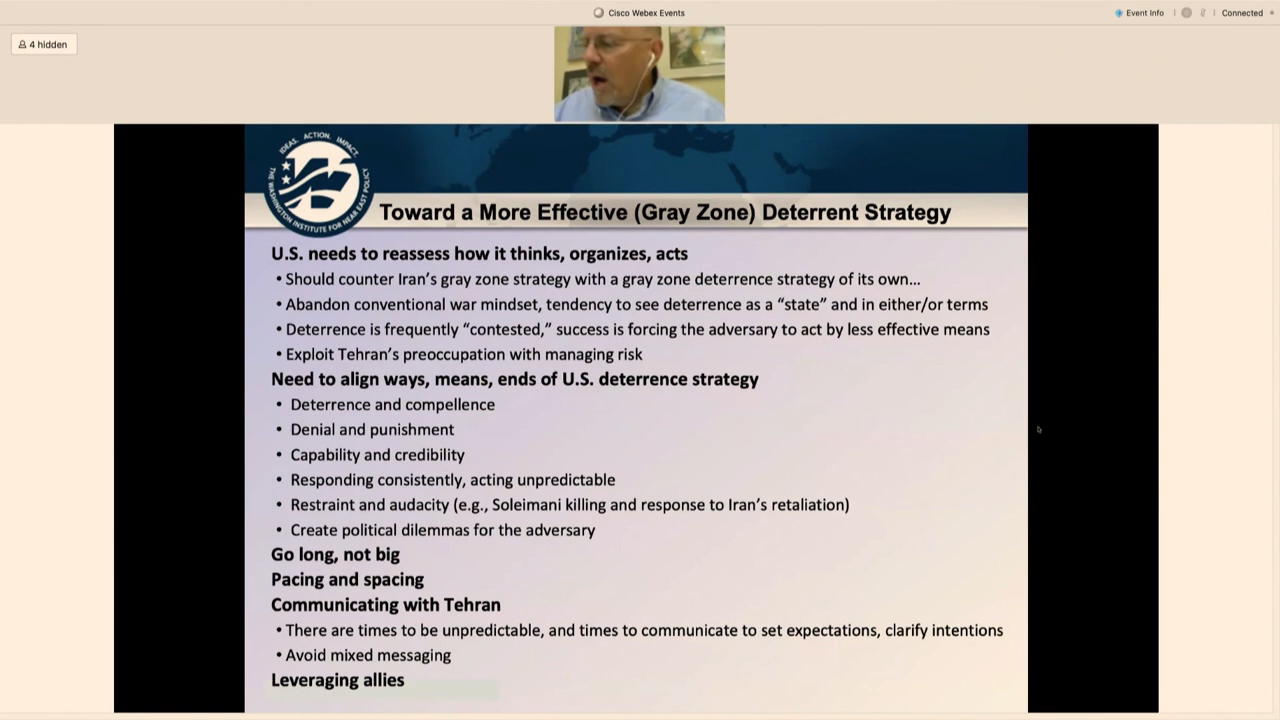 Cisco Webex Events
Event Info
Connected
4 hidden
IDEAS. ACTION. IMPACT.
THE WASHINGTON INSTITUTE FOR NEAR EAST POLICY
Toward a More Effective (Gray Zone) Deterrent Strategy
U.S. needs to reassess how it thinks, organizes, acts
• Should counter Iran’s gray zone strategy with a gray zone deterrence strategy of its own…
• Abandon conventional war mindset, tendency to see deterrence as a “state” and in either/or terms
• Deterrence is frequently “contested,” success is forcing the adversary to act by less effective means
• Exploit Tehran’s preoccupation with managing risk
Need to align ways, means, ends of U.S. deterrence strategy
• Deterrence and compellence
• Denial and punishment
• Capability and credibility
• Responding consistently, acting unpredictable
• Restraint and audacity (e.g., Soleimani killing and response to Iran’s retaliation)
• Create political dilemmas for the adversary
Go long, not big
Pacing and spacing
Communicating with Tehran
• There are times to be unpredictable, and times to communicate to set expectations, clarify intentions
• Avoid mixed messaging
Leveraging allies